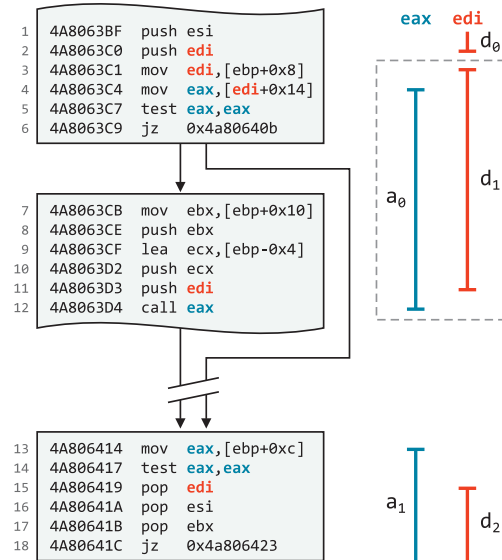 eax edi
1 4A8063BF push esi
2 4A8063C0 push edi
3 4A8063C1 mov edi,[ebp+0x8]
4 4A8063C4 mov eax,[edi+0x14]
5 4A8063C7 test eax,eax
6 4A8063C9 jz 0x4a80640b
d0
a0
d1
7 4A8063CB mov ebx,[ebp+0x10]
8 4A8063CE push ebx
9 4A8063CF lea ecx,[ebp-0x4]
10 4A8063D2 push ecx
11 4A8063D3 push edi
12 4A8063D4 call eax
13 4A806414 mov eax,[ebp+0xc]
14 4A806417 test eax,eax
15 4A806419 pop edi
16 4A80641A pop esi
17 4A80641B pop ebx
18 4A80641C jz 0x4a806423
a1
d2